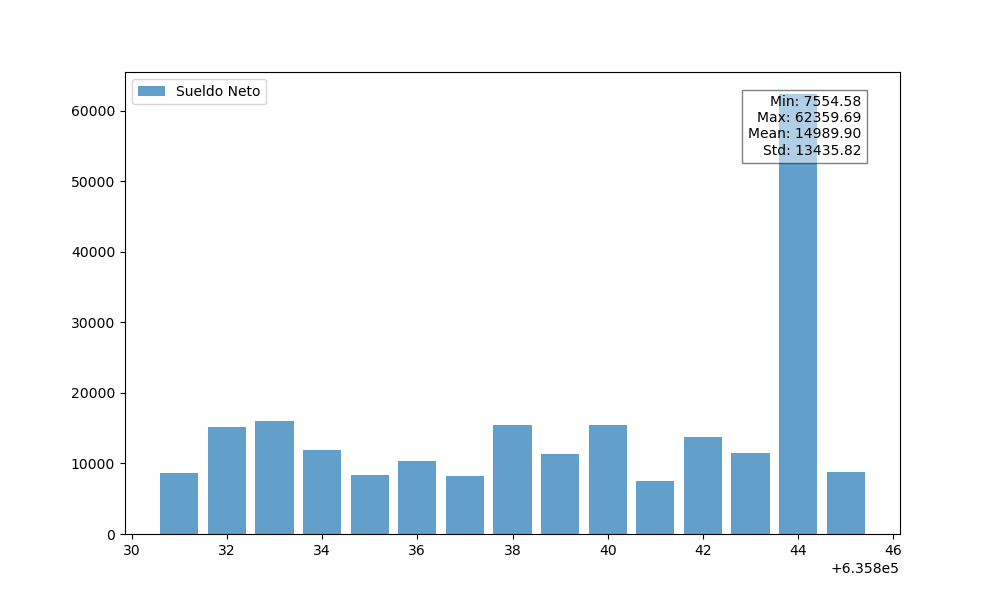 Sueldo Neto
Min: 7554.58
Max: 62359.69
Mean: 14989.90
Std: 13435.82
60000
50000
40000
30000
20000
10000
0
30 32 34 36 38 40 42 44 46
+6.358e5